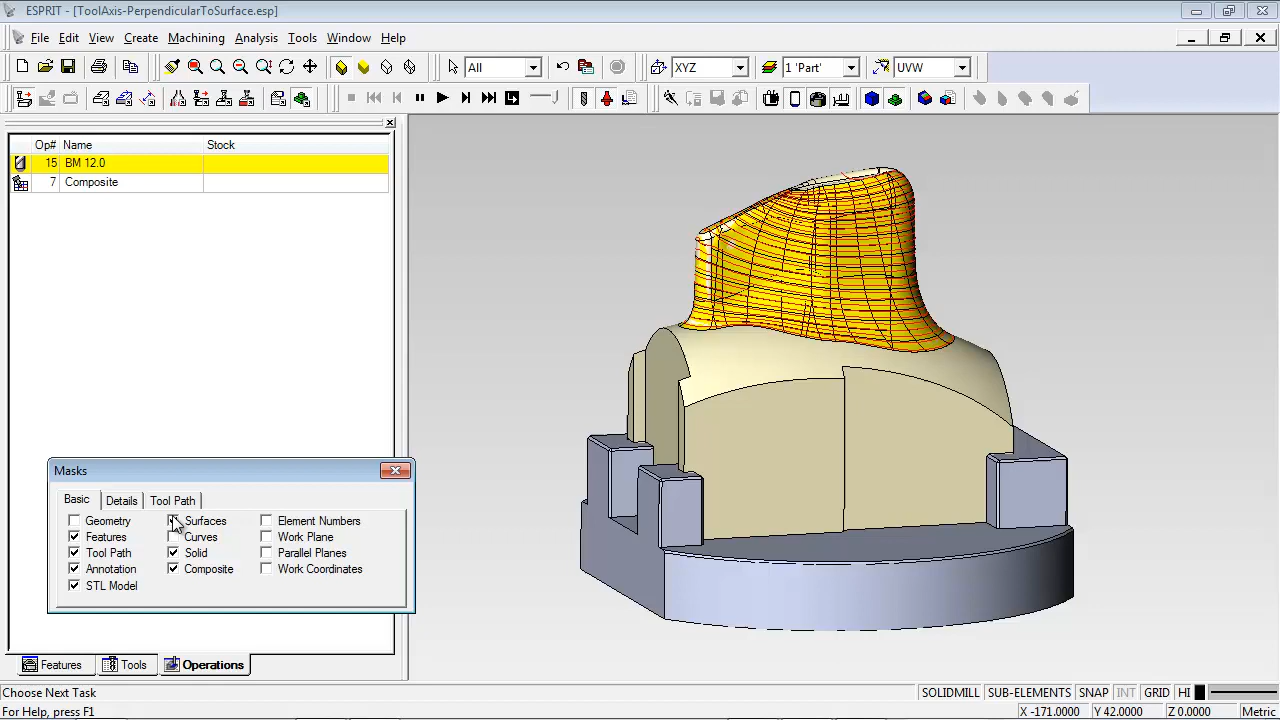 ESPRIT - [ToolAxis-PerpendicularToSurface.esp]
File Edit View Create Machining Analysis Tools Window Help
All XYZ 1 'Part' UVW
Op# Name Stock
15 BM 12.0
7 Composite
Masks
Basic Details Tool Path
Geometry Surfaces Element Numbers
Features Curves Work Plane
Tool Path Solid Parallel Planes
Annotation Composite Work Coordinates
STL Model
Features Tools Operations
Choose Next Task SOLIDMILL SUB-ELEMENTS SNAP INT GRID HI
For Help, press F1 X -171.0000 Y 42.0000 Z 0.0000 Metric